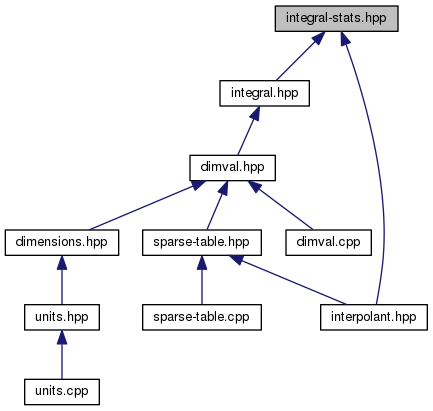 integral-stats.hpp
integral.hpp
dimval.hpp
dimensions.hpp
sparse-table.hpp
dimval.cpp
units.hpp
sparse-table.cpp
interpolant.hpp
units.cpp